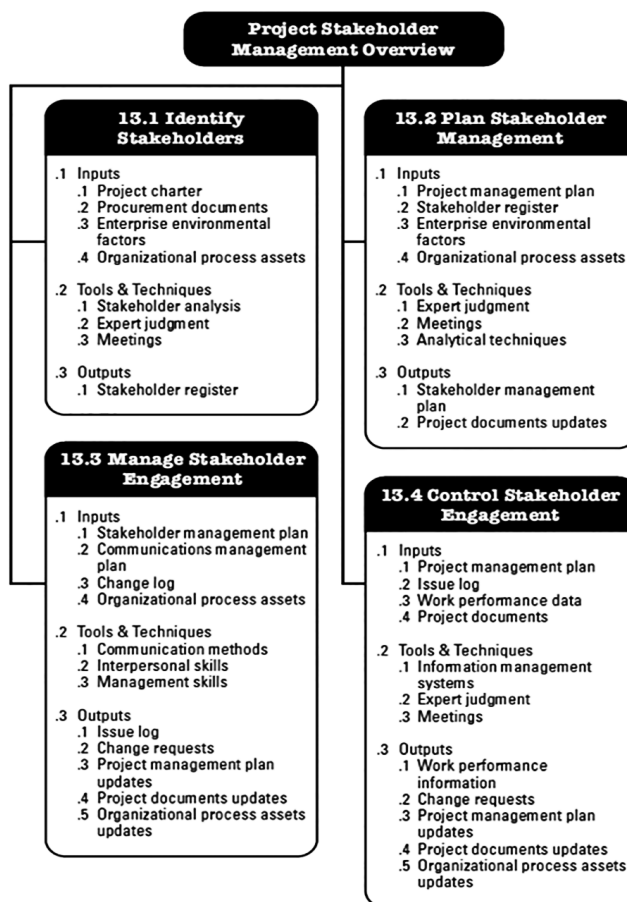 Project Stakeholder
Management Overview
13.1 Identify
Stakeholders
.1 Inputs
.1 Project charter
.2 Procurement documents
.3 Enterprise environmental
factors
.4 Organizational process assets
.2 Tools & Techniques
.1 Stakeholder analysis
.2 Expert judgment
.3 Meetings
.3 Outputs
.1 Stakeholder register
13.2 Plan Stakeholder
Management
.1 Inputs
.1 Project management plan
.2 Stakeholder register
.3 Enterprise environmental
factors
.4 Organizational process assets
.2 Tools & Techniques
.1 Expert judgment
.2 Meetings
.3 Analytical techniques
.3 Outputs
.1 Stakeholder management
plan
.2 Project documents updates
13.3 Manage Stakeholder
Engagement
.1 Inputs
.1 Stakeholder management plan
.2 Communications management
plan
.3 Change log
.4 Organizational process assets
.2 Tools & Techniques
.1 Communication methods
.2 Interpersonal skills
.3 Management skills
.3 Outputs
.1 Issue log
.2 Change requests
.3 Project management plan
updates
.4 Project documents updates
.5 Organizational process assets
updates
13.4 Control Stakeholder
Engagement
.1 Inputs
.1 Project management plan
.2 Issue log
.3 Work performance data
.4 Project documents
.2 Tools & Techniques
.1 Information management
systems
.2 Expert judgment
.3 Meetings
.3 Outputs
.1 Work performance
information
.2 Change requests
.3 Project management plan
updates
.4 Project documents updates
.5 Organizational process assets
updates